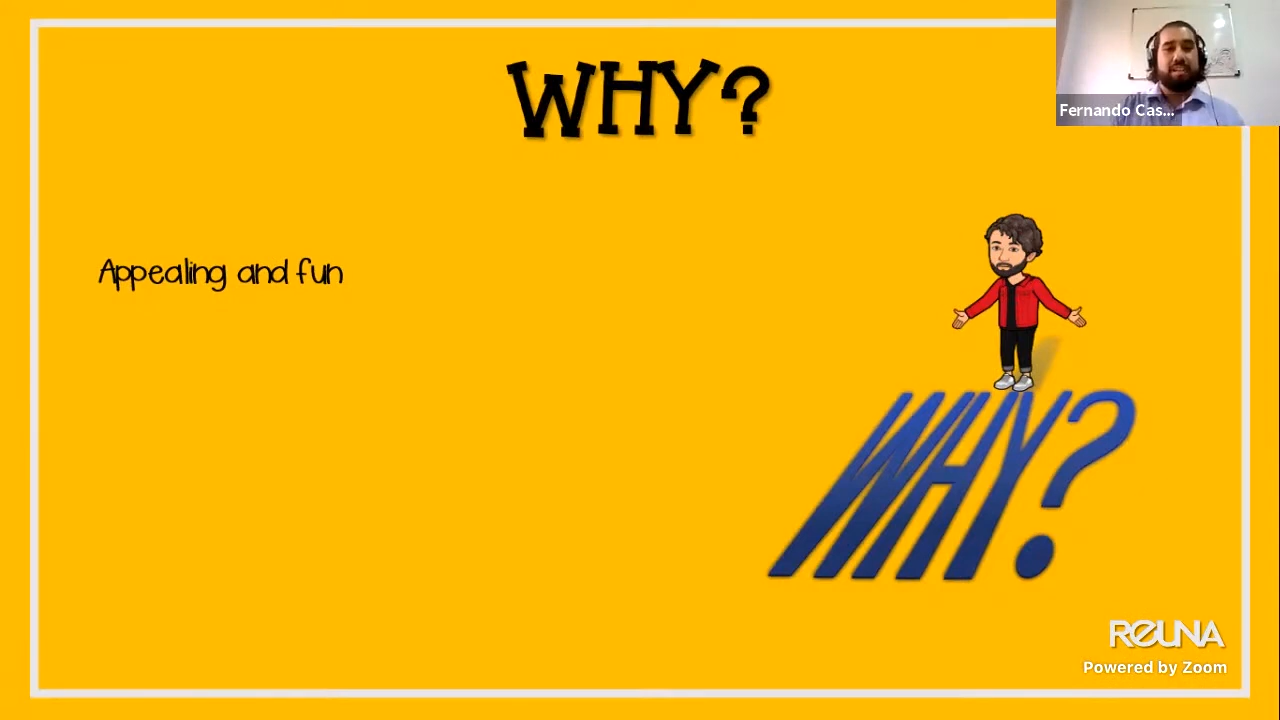 WHY?
Fernando Cas...
Appealing and fun
WHY?
REUNA
Powered by Zoom